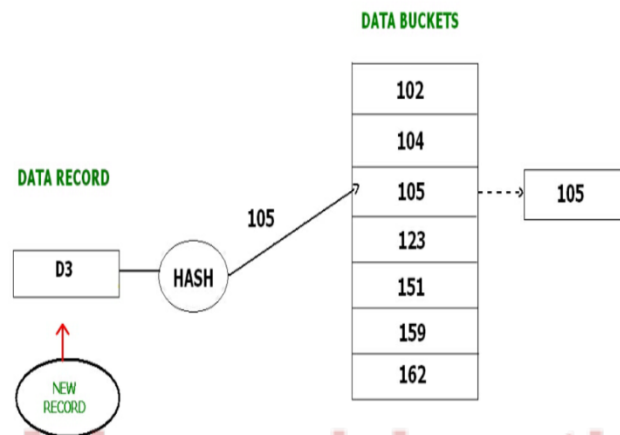 DATA BUCKETS
102
104
DATA RECORD
105
105
105
123
D3
HASH
151
159
NEW
RECORD
162